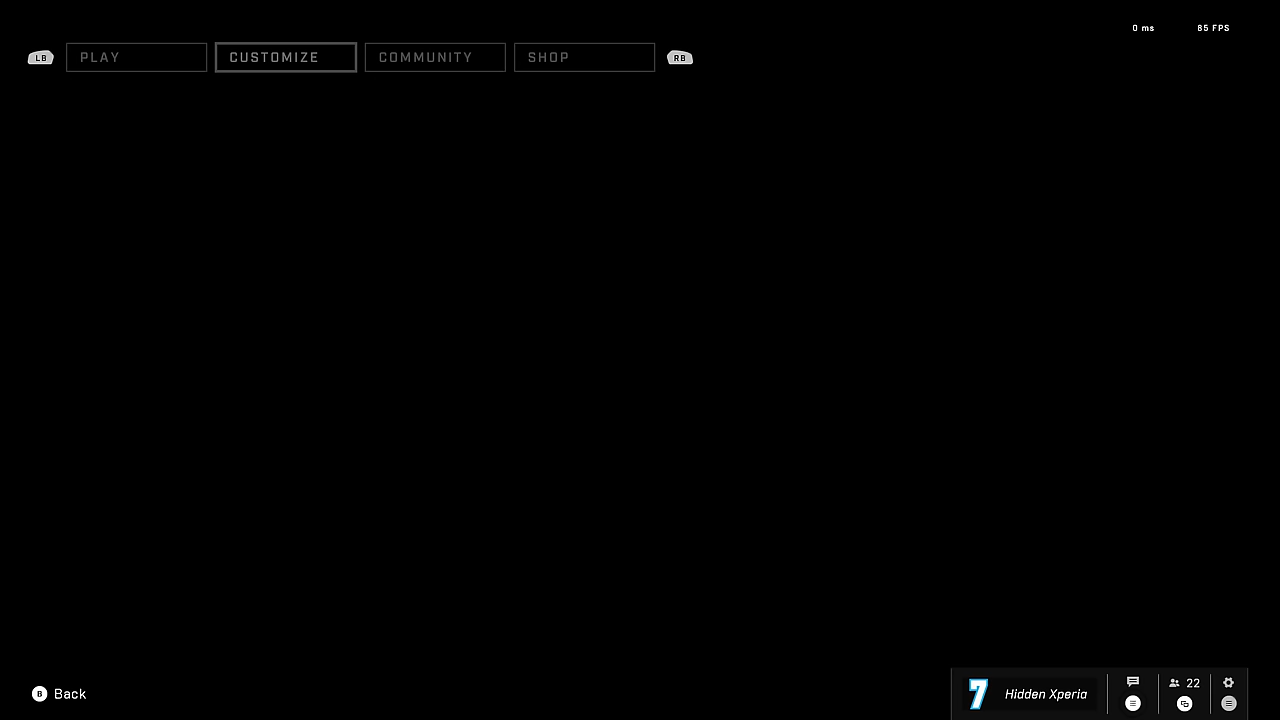 0 ms 85 FPS
LB PLAY CUSTOMIZE COMMUNITY SHOP RB
B Back
7 Hidden Xperia 22